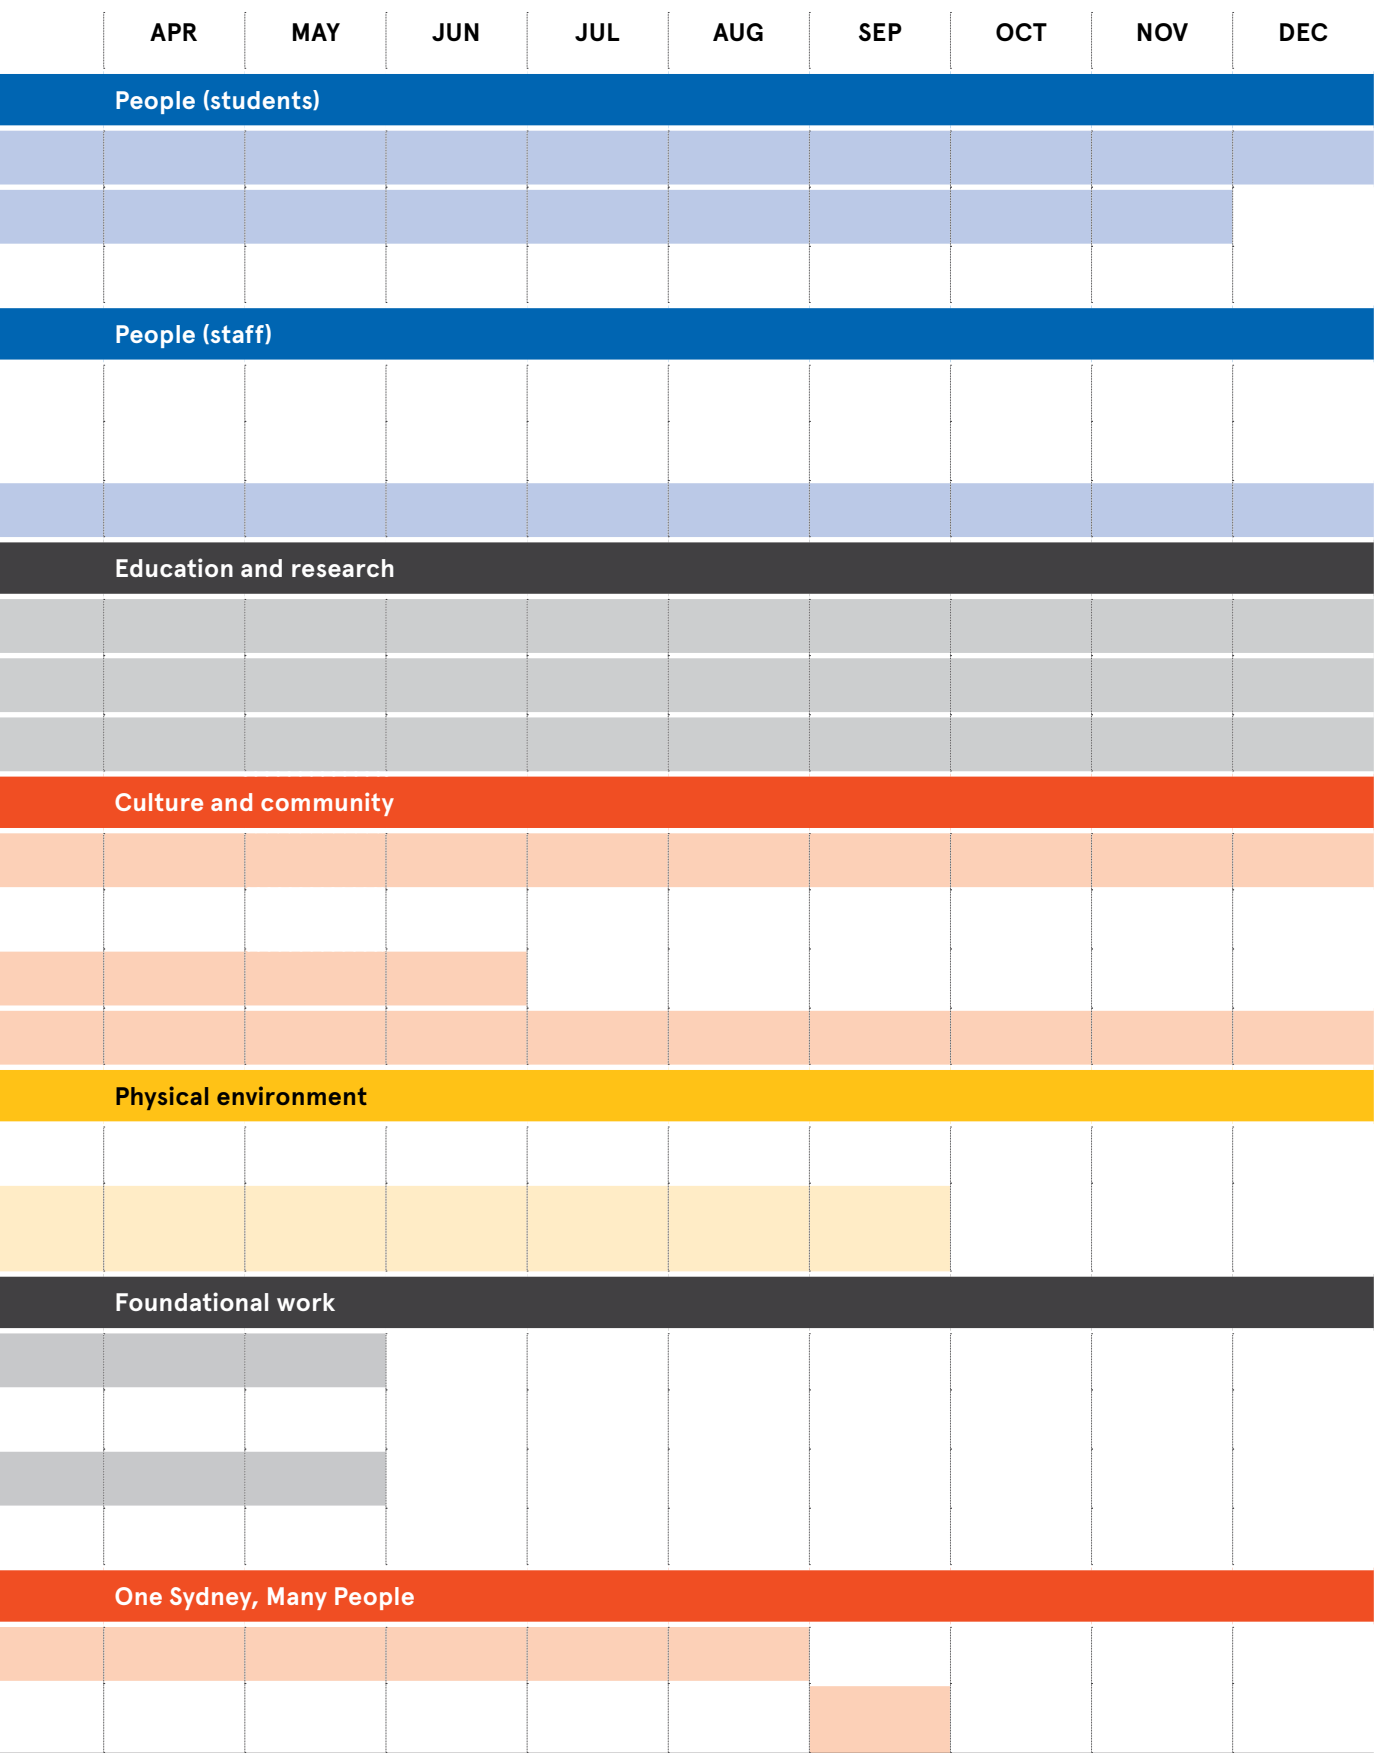 APR MAY JUN JUL AUG SEP OCT NOV DEC
People (students)
People (staff)
Education and research
Culture and community
Physical environment
Foundational work
One Sydney, Many People